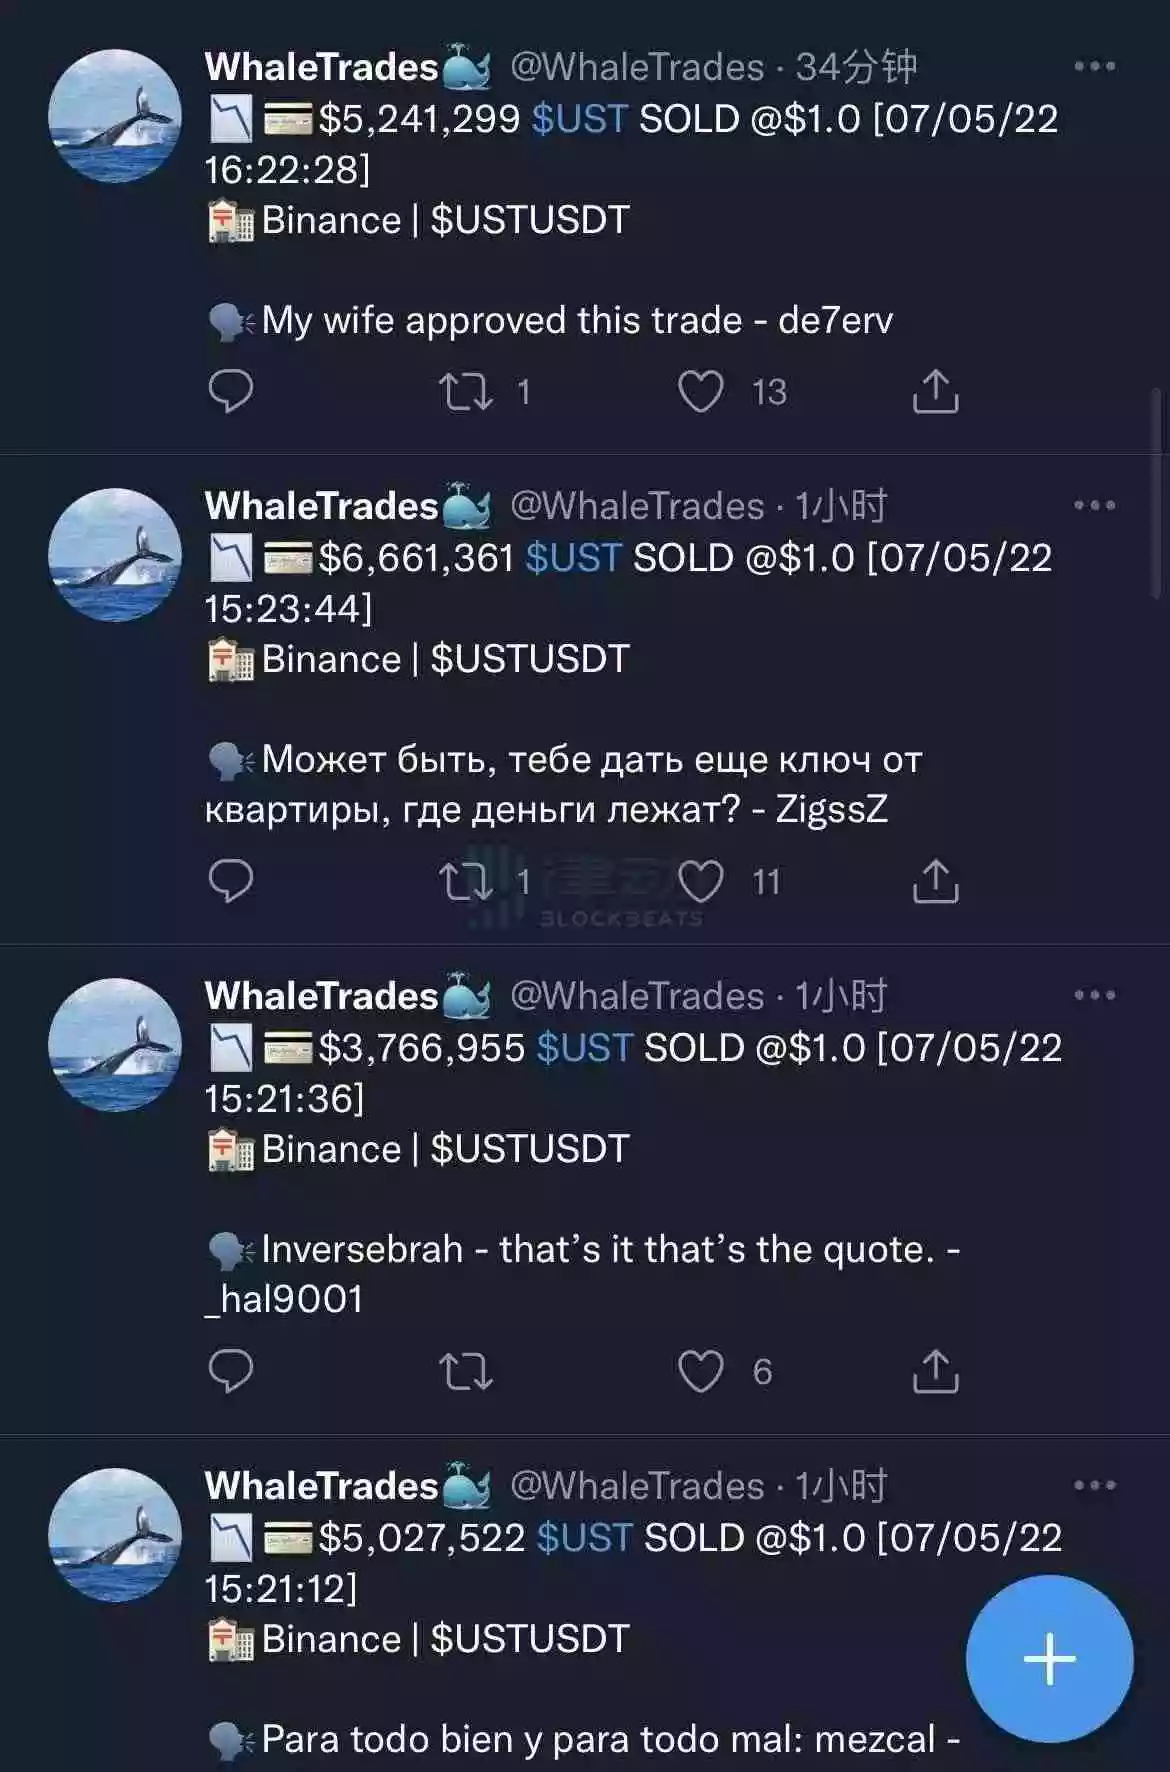 WhaleTrades🐳 @WhaleTrades · 34分钟
📉💳$5,241,299 $UST SOLD @$1.0 [07/05/22
16:22:28]
🏣Binance | $USTUSDT
🗣My wife approved this trade - de7erv
1 13
WhaleTrades🐳 @WhaleTrades · 1小时
📉💳$6,661,361 $UST SOLD @$1.0 [07/05/22
15:23:44]
🏣Binance | $USTUSDT
🗣Может быть, тебе дать еще ключ от
квартиры, где деньги лежат? - ZigssZ
1 11
律动
BLOCKBEATS
WhaleTrades🐳 @WhaleTrades · 1小时
📉💳$3,766,955 $UST SOLD @$1.0 [07/05/22
15:21:36]
🏣Binance | $USTUSDT
🗣Inversebrah - that’s it that’s the quote. -
_hal9001
6
WhaleTrades🐳 @WhaleTrades · 1小时
📉💳$5,027,522 $UST SOLD @$1.0 [07/05/22
15:21:12]
🏣Binance | $USTUSDT
🗣Para todo bien y para todo mal: mezcal -